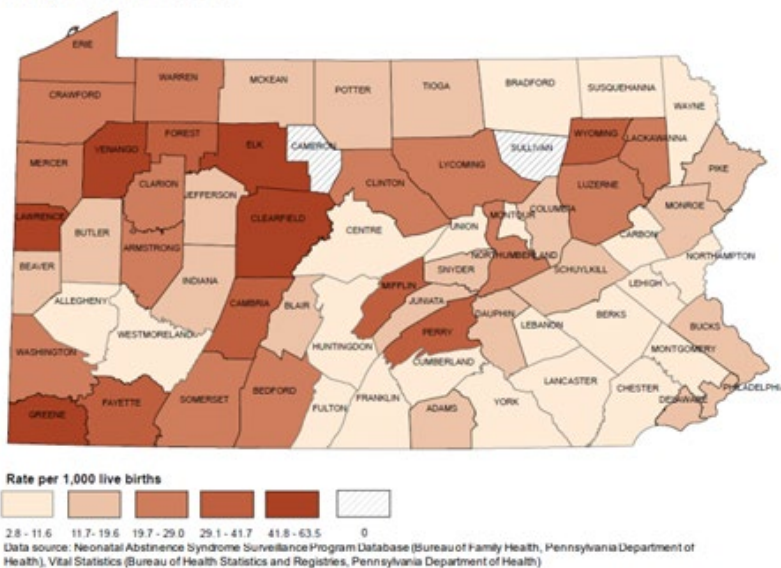 ERIE
WARREN
MCKEAN
POTTER
TIOGA
BRADFORD
SUSQUEHANNA
WAYNE
CRAWFORD
VENANGO
FOREST
ELK
CAMERON
SULLIVAN
WYOMING
LACKAWANNA
MERCER
CLARION
JEFFERSON
CLINTON
LYCOMING
LUZERNE
PIKE
LAWRENCE
BUTLER
CLEARFIELD
CENTRE
UNION
MONTOUR
COLUMBIA
MONROE
ARMSTRONG
CARBON
BEAVER
INDIANA
SNYDER
NORTHUMBERLAND
SCHUYLKILL
NORTHAMPTON
ALLEGHENY
CAMBRIA
BLAIR
MIFFLIN
JUNIATA
DAUPHIN
LEHIGH
WESTMORELAND
HUNTINGDON
PERRY
LEBANON
BERKS
BUCKS
WASHINGTON
CUMBERLAND
MONTGOMERY
GREENE
FAYETTE
SOMERSET
BEDFORD
FULTON
FRANKLIN
ADAMS
YORK
LANCASTER
CHESTER
DELAWARE
PHILADELPHI
Rate per 1,000 live births
2.8 - 11.6 11.7- 19.6 19.7 - 29.0 29.1 - 41.7 41.8 - 63.5 0
Data source: Neonatal Abstinence Syndrome Surveillance Program Database (Bureau of Family Health, Pennsylvania Department of
Health), Vital Statistics (Bureau of Health Statistics and Registries, Pennsylvania Department of Health)